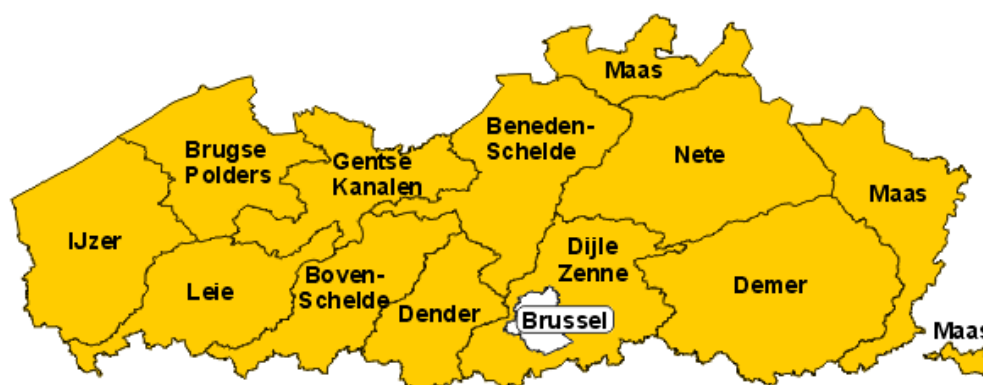 Maas
Beneden-
Schelde
Brugse
Polders
Gentse
Kanalen
Nete
Maas
IJzer
Dijle
Zenne
Leie
Boven-
Schelde
Dender
Demer
Brussel
Maas